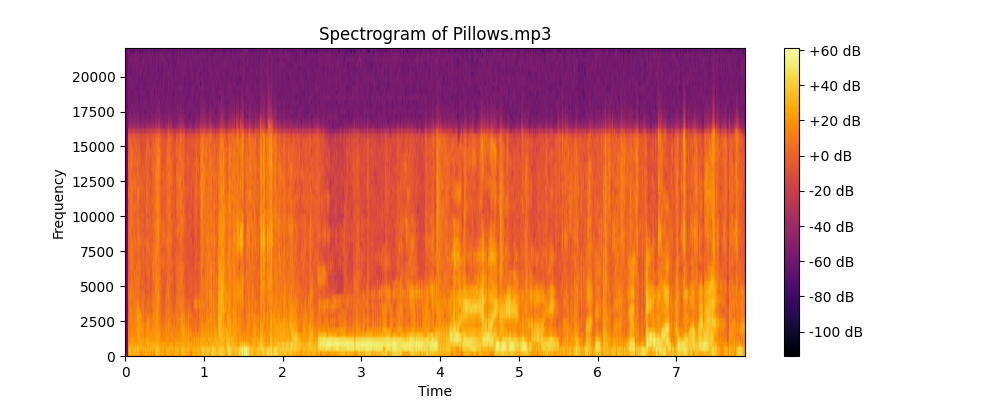 Spectrogram of Pillows.mp3
Frequency
20000
17500
15000
12500
10000
7500
5000
2500
0
0 1 2 3 4 5 6 7
Time
+60 dB
+40 dB
+20 dB
+0 dB
-20 dB
-40 dB
-60 dB
-80 dB
-100 dB